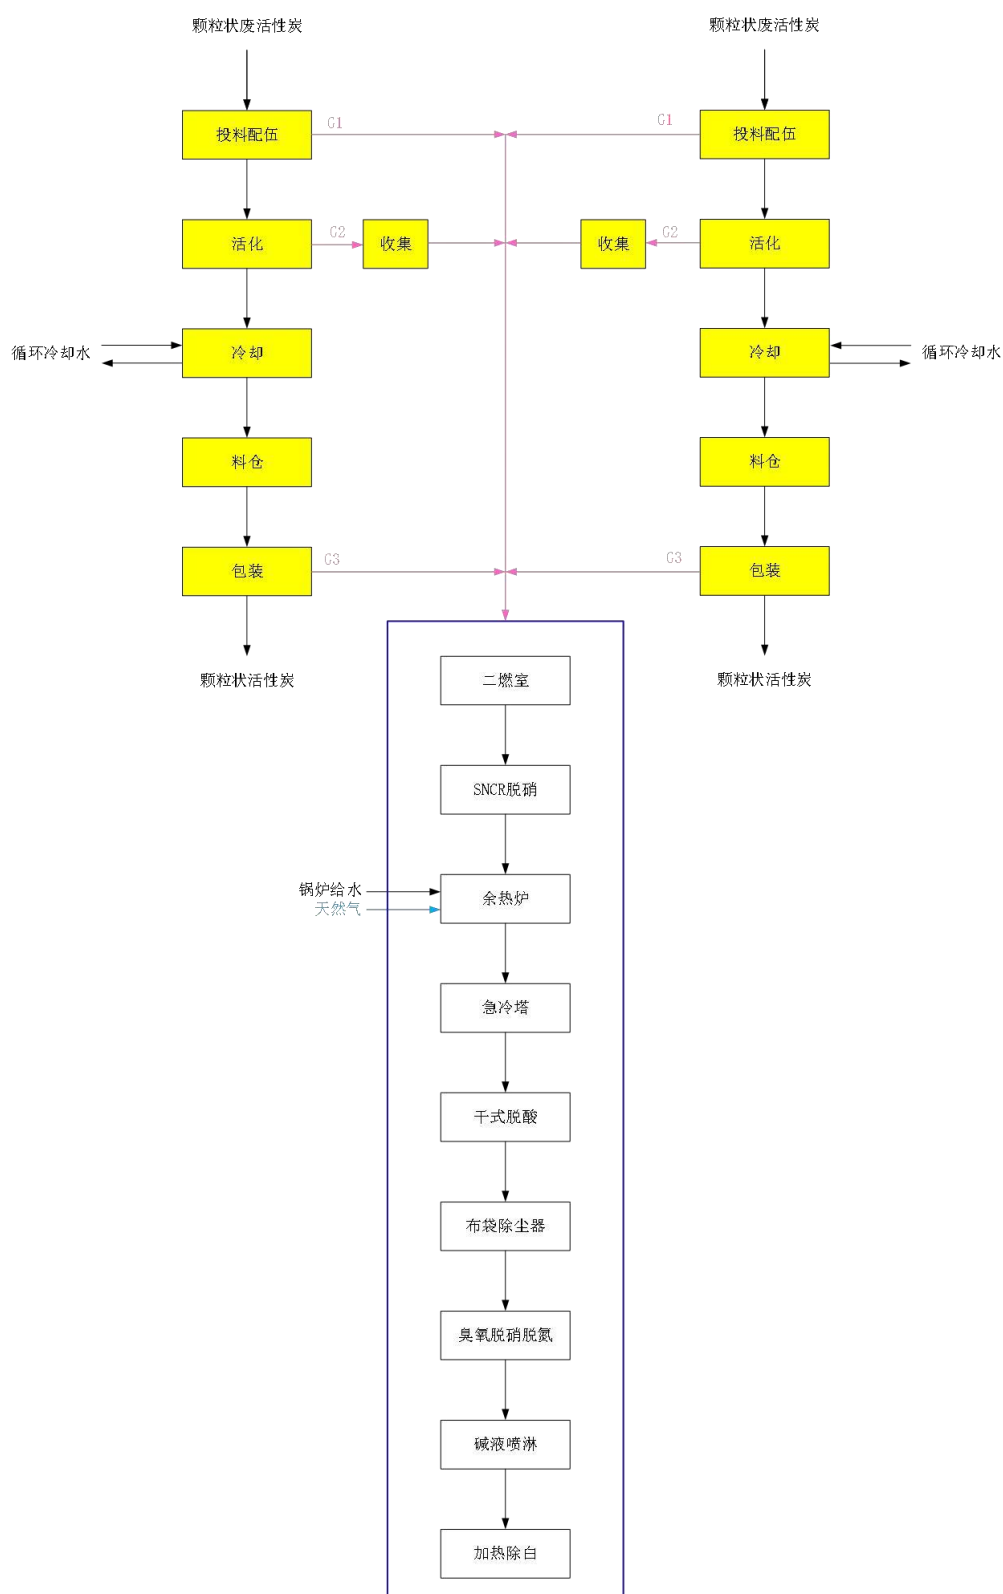 颗粒状废活性炭
颗粒状废活性炭
投料配伍
G1
G1
投料配伍
活化
G2
收集
收集
G2
活化
循环冷却水
冷却
冷却
循环冷却水
料仓
料仓
包装
G3
G3
包装
颗粒状活性炭
颗粒状活性炭
二燃室
SNCR脱硝
锅炉给水
天然气
余热炉
急冷塔
干式脱酸
布袋除尘器
臭氧脱硝脱氮
碱液喷淋
加热除白